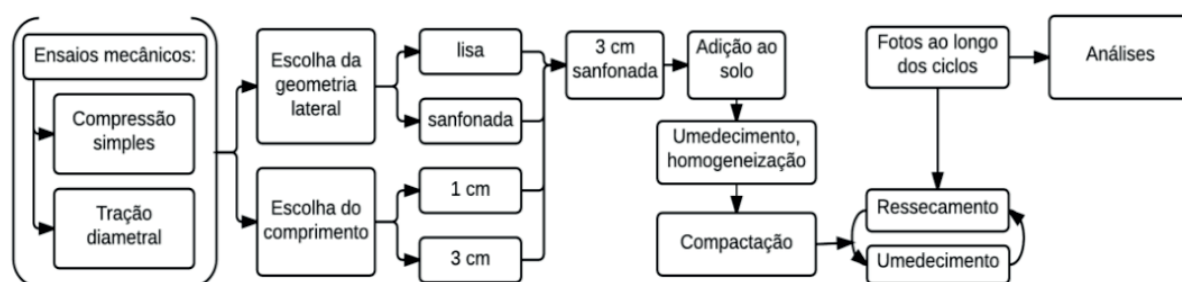 Ensaios mecânicos:
Compressão
simples
Tração
diametral
Escolha da
geometria
lateral
Escolha do
comprimento
lisa
sanfonada
1 cm
3 cm
3 cm
sanfonada
Adição ao
solo
Umedecimento,
homogeneização
Compactação
Fotos ao longo
dos ciclos
Ressecamento
Umedecimento
Análises